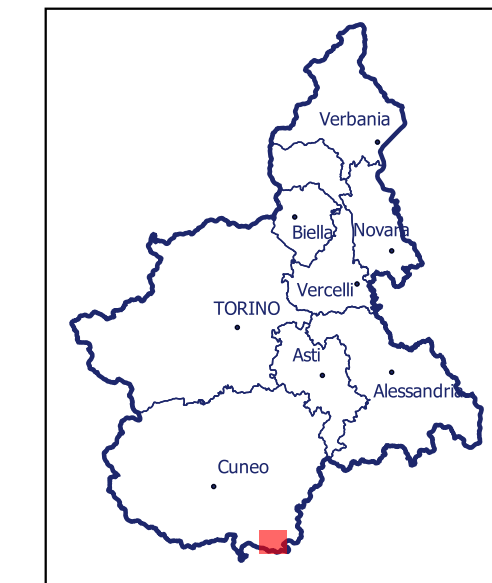 Verbania
Biella
Novara
Vercelli
TORINO
Asti
Alessandria
Cuneo